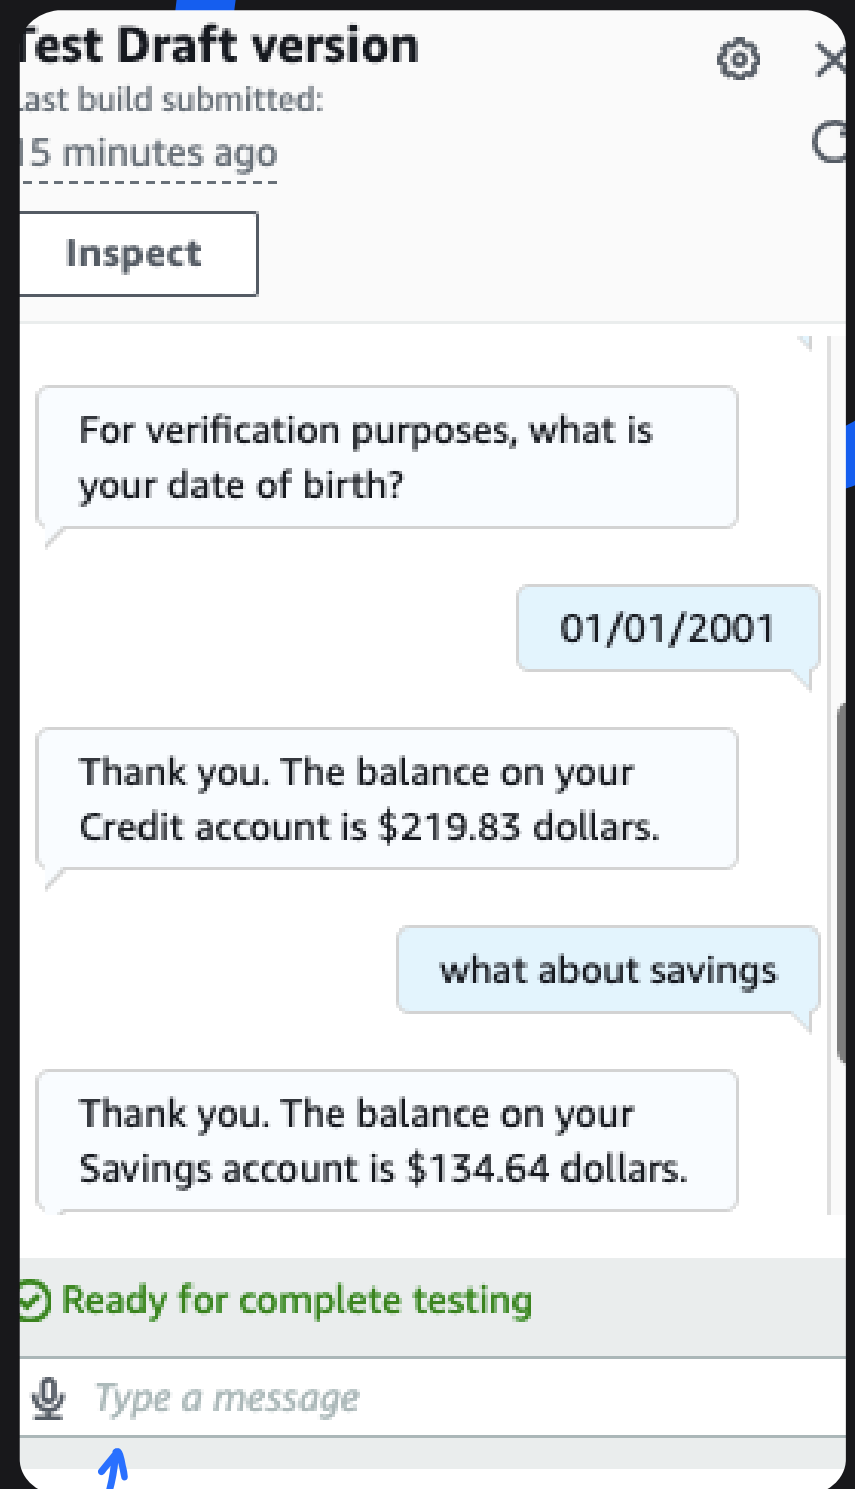 Test Draft version
Last build submitted:
15 minutes ago
Inspect
For verification purposes, what is
your date of birth?
01/01/2001
Thank you. The balance on your
Credit account is $219.83 dollars.
what about savings
Thank you. The balance on your
Savings account is $134.64 dollars.
Ready for complete testing
Type a message